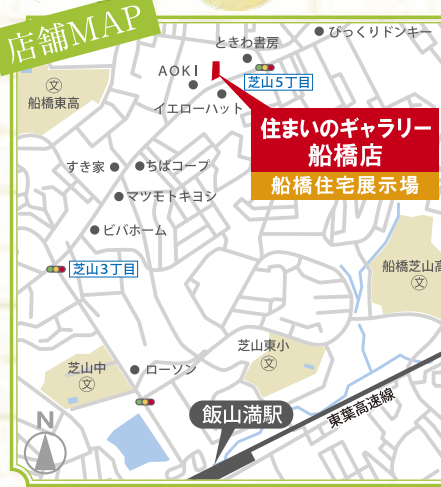 店舗MAP
びっくりドンキー
ときわ書房
AOKI
芝山5丁目
文
船橋東高
イエローハット
住まいのギャラリー
船橋店
船橋住宅展示場
すき家
ちばコープ
マツモトキヨシ
ビバホーム
芝山3丁目
船橋芝山高
文
芝山東小
文
芝山中
文
ローソン
飯山満駅
東葉高速線
N